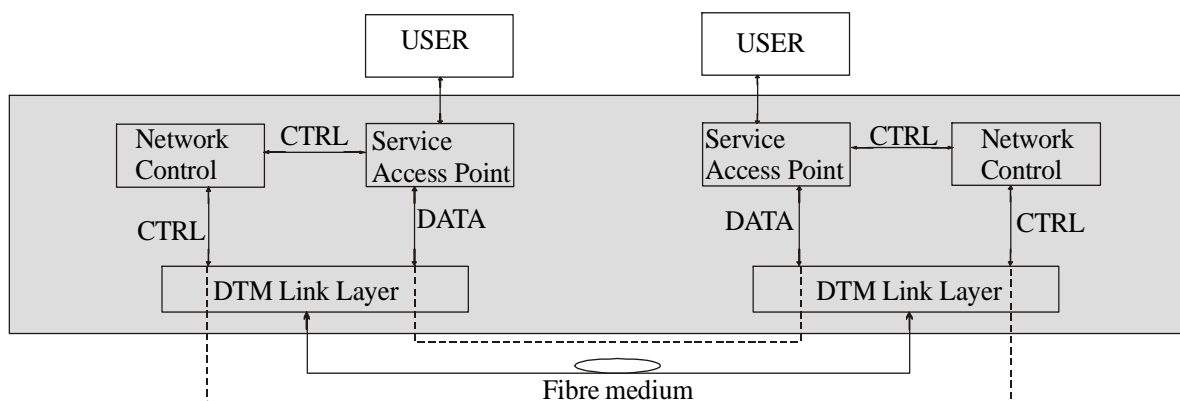 USER
USER
Network
Control
CTRL
Service
Access Point
Service
Access Point
CTRL
Network
Control
CTRL
DATA
DATA
CTRL
DTM Link Layer
DTM Link Layer
Fibre medium